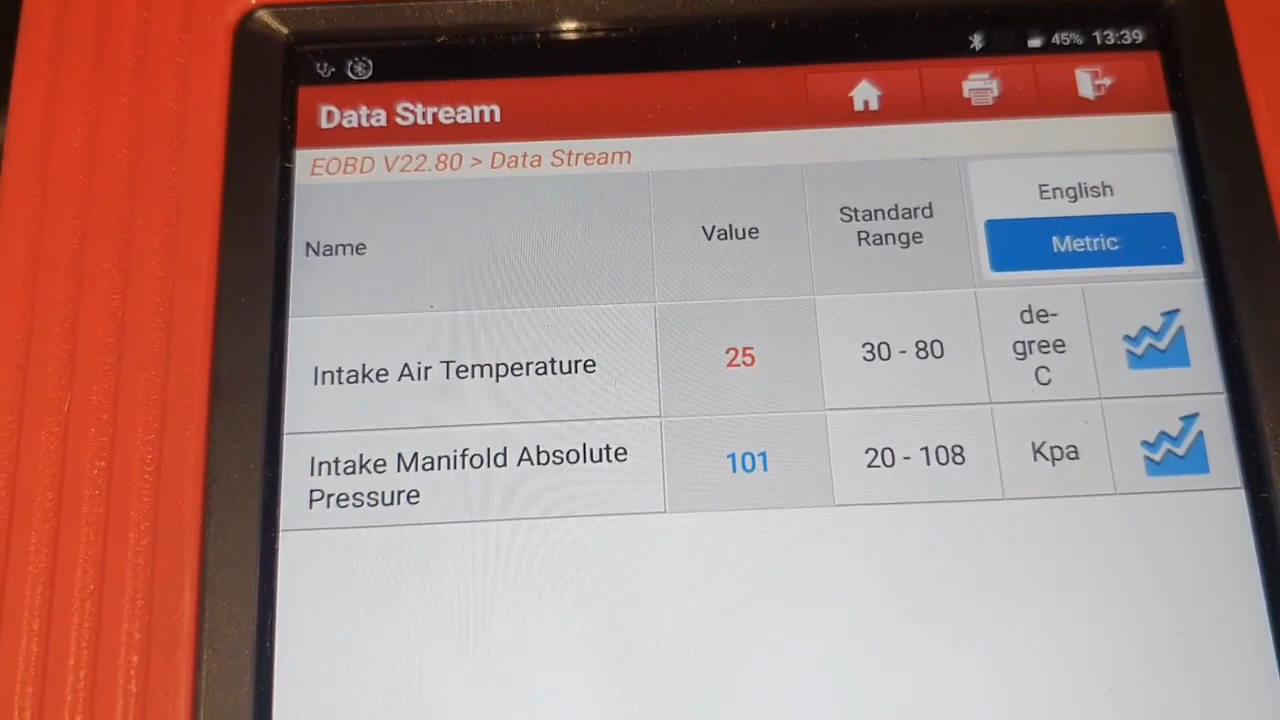 45% 13:39
Data Stream
EOBD V22.80 > Data Stream
Name
Value
Standard
Range
English
Metric
Intake Air Temperature
25
30 - 80
de-
gree
C
Intake Manifold Absolute
Pressure
101
20 - 108
Kpa